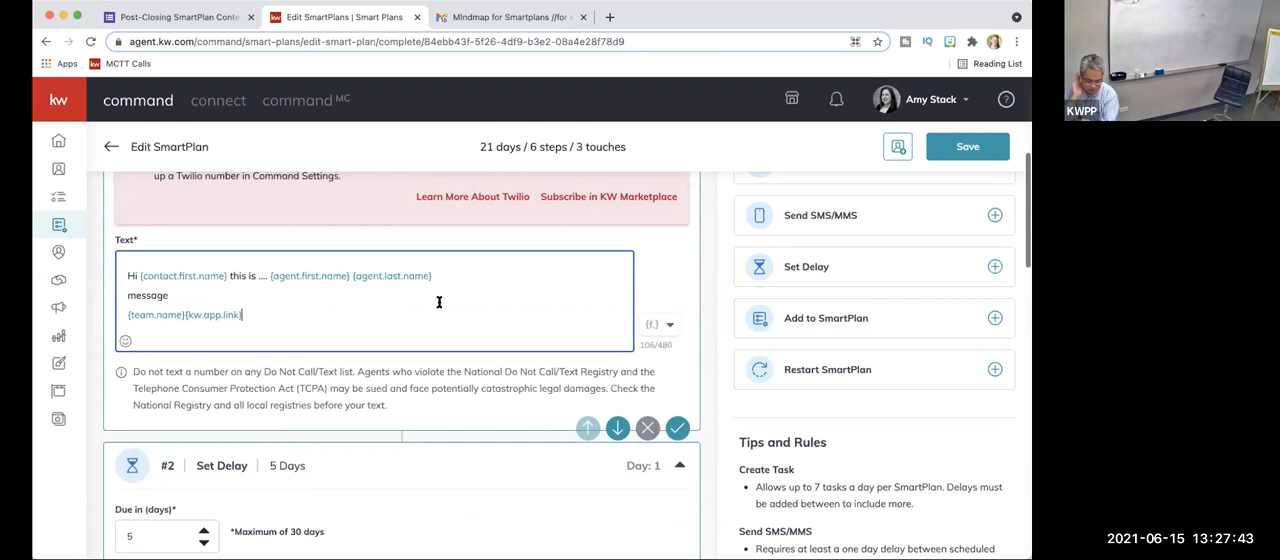 Post-Closing SmartPlan Conte
Edit SmartPlans | Smart Plans
MIndmap for Smartplans //for s
agent.kw.com/command/smart-plans/edit-smart-plan/complete/84ebb43f-5f26-4df9-b3e2-08a4e28f78d9
IQ
Apps
MCTT Calls
Reading List
kw
command
connect
command MC
Amy Stack
Edit SmartPlan
21 days / 6 steps / 3 touches
Save
up a Twilio number in Command Settings.
Learn More About Twilio
Subscribe in KW Marketplace
Text*
Hi {contact.first.name} this is .... {agent.first.name} {agent.last.name}
message
{team.name}{kw.app.link}
{f.}
106/480
Do not text a number on any Do Not Call/Text list. Agents who violate the National Do Not Call/Text Registry and the
Telephone Consumer Protection Act (TCPA) may be sued and face potentially catastrophic legal damages. Check the
National Registry and all local registries before your text.
#2
Set Delay
5 Days
Day: 1
Due in (days)*
5
*Maximum of 30 days
Send SMS/MMS
Set Delay
Add to SmartPlan
Restart SmartPlan
Tips and Rules
Create Task
Allows up to 7 tasks a day per SmartPlan. Delays must
be added between to include more.
Send SMS/MMS
Requires at least a one day delay between scheduled
KWPP
2021-06-15 13:27:43